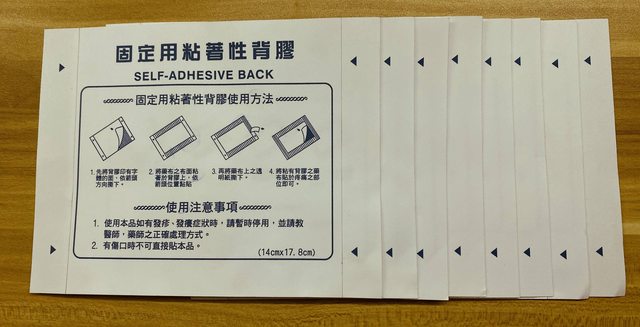 固定用粘著性背膠
SELF-ADHESIVE BACK
固定用粘著性背膠使用方法
1. 先將背膠印有字
體的面，依箭頭
方向撕下。
2. 將藥布之布面粘
著於背膠上，依
箭頭位置黏貼
3. 再將藥布上之透
明紙撕下。
4. 將粘有背膠之藥
布貼於疼痛之部
位即可。
使用注意事項
1. 使用本品如有發疹、發癢症狀時，請暫時停用，並請教
醫師，藥師之正確處理方式。
2. 有傷口時不可直接貼本品。
(14cmx17.8cm)